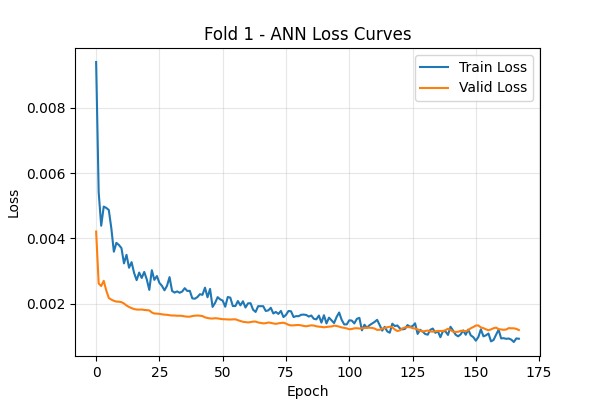 Fold 1 - ANN Loss Curves
Train Loss
Valid Loss
Loss
0.008
0.006
0.004
0.002
0 25 50 75 100 125 150 175
Epoch